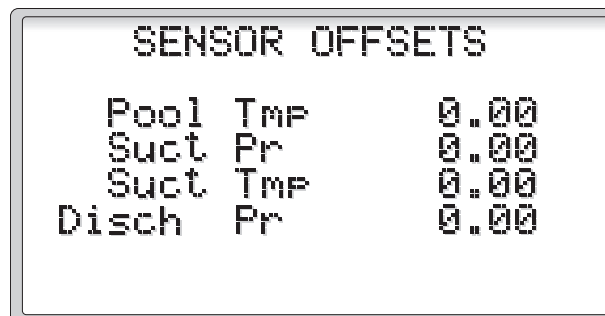 SENSOR OFFSETS
Pool Tmp 0.00
Suct Pr 0.00
Suct Tmp 0.00
Disch Pr 0.00